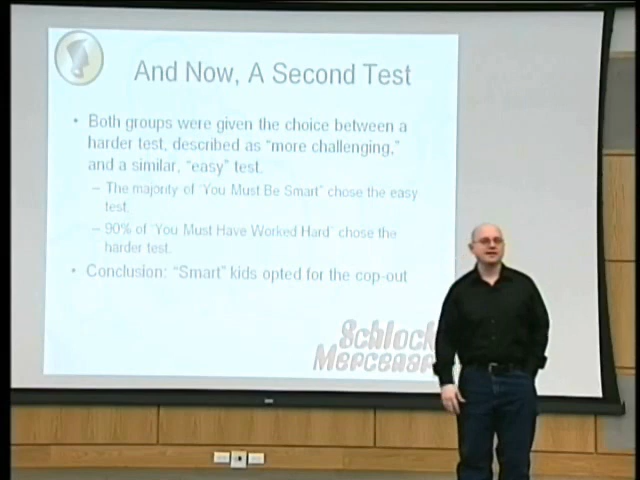 And Now, A Second Test
• Both groups were given the choice between a
harder test, described as “more challenging,”
and a similar, “easy” test.
– The majority of “You Must Be Smart” chose the easy
test.
– 90% of “You Must Have Worked Hard” chose the
harder test.
• Conclusion: “Smart” kids opted for the cop-out
Schlock
Mercenar